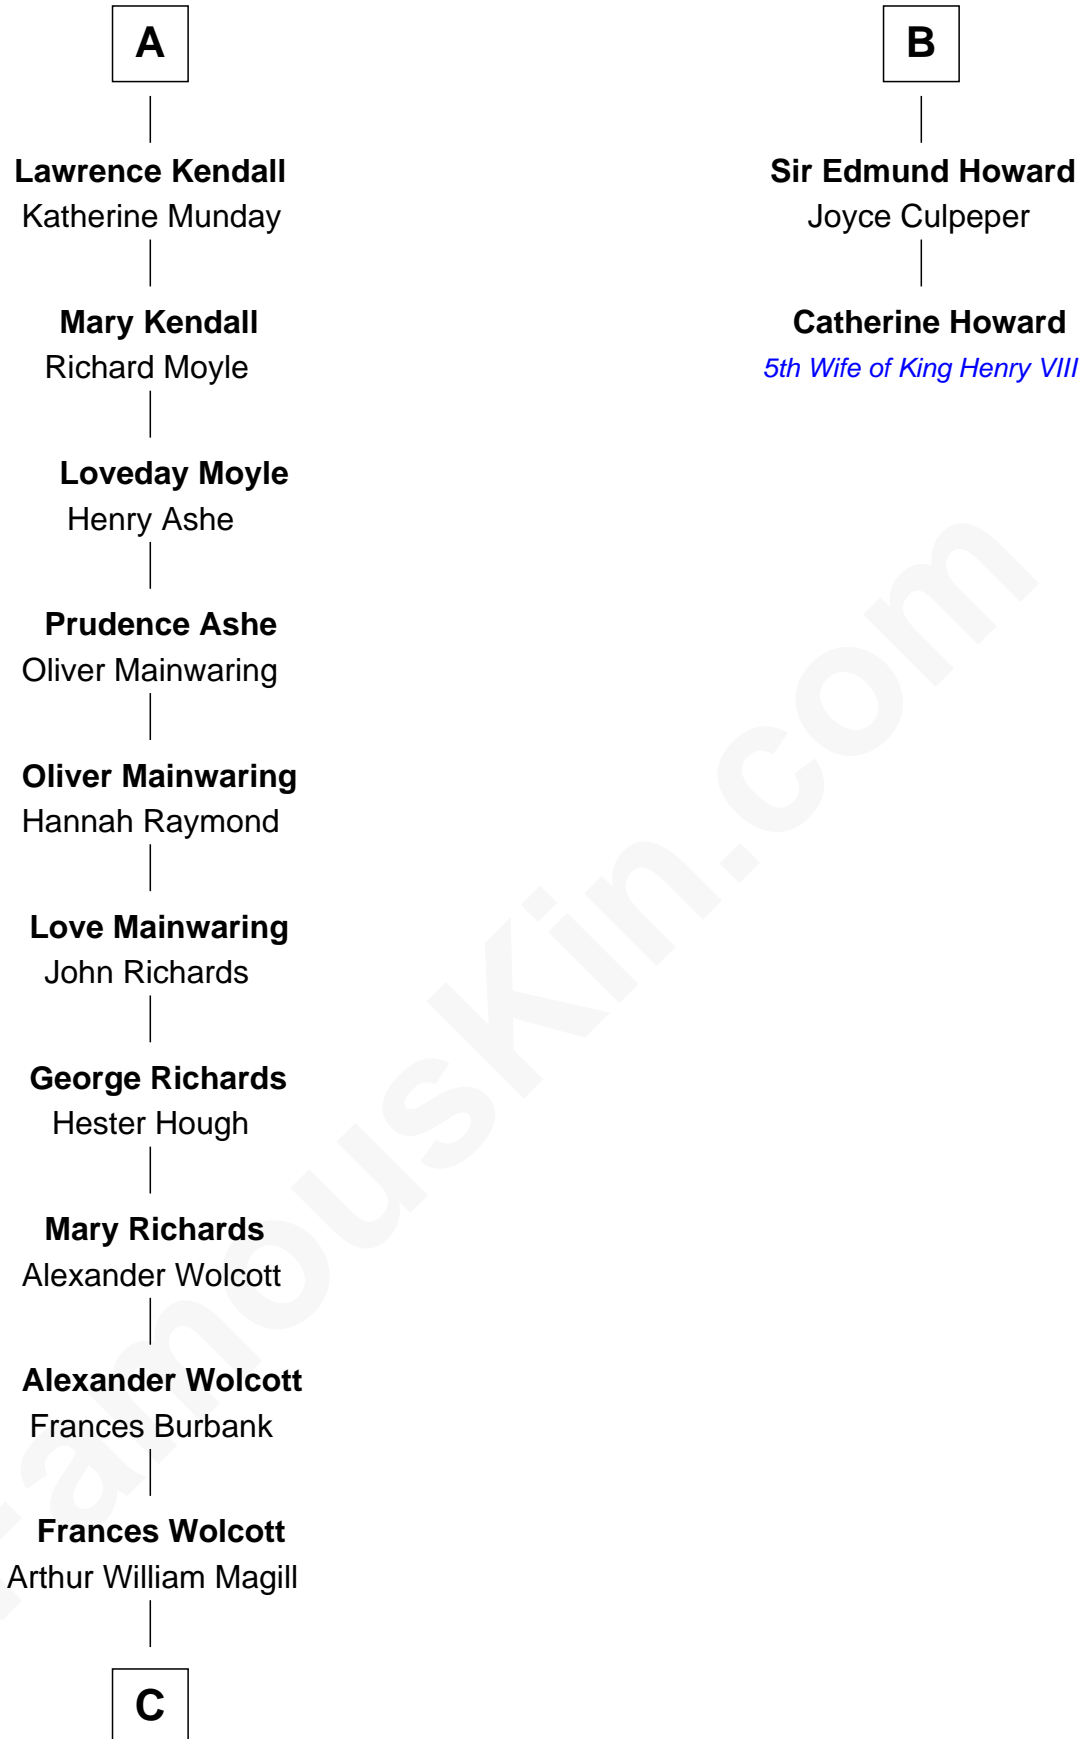 A
Lawrence Kendall
Katherine Munday
Mary Kendall
Richard Moyle
Loveday Moyle
Henry Ashe
Prudence Ashe
Oliver Mainwaring
Oliver Mainwaring
Hannah Raymond
Love Mainwaring
John Richards
George Richards
Hester Hough
Mary Richards
Alexander Wolcott
Alexander Wolcott
Frances Burbank
Frances Wolcott
Arthur William Magill
C
B
Sir Edmund Howard
Joyce Culpeper
Catherine Howard
5th Wife of King Henry VIII
FamousKin.com